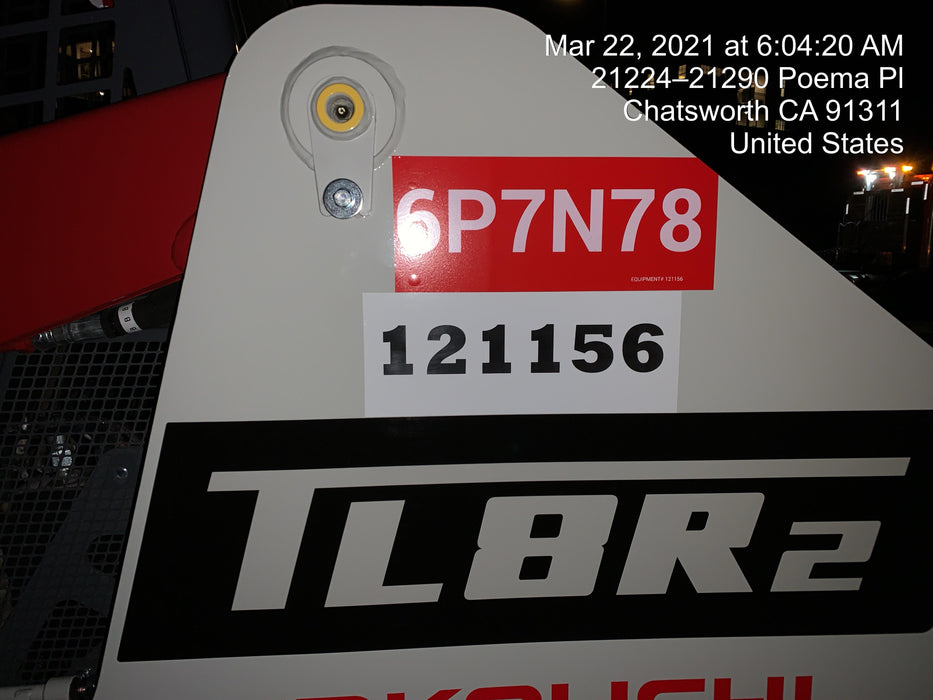 Mar 22, 2021 at 6:04:20 AM
21224–21290 Poema Pl
Chatsworth CA 91311
United States
6P7N78
EQUIPMENT# 121156
121156
TL8R2